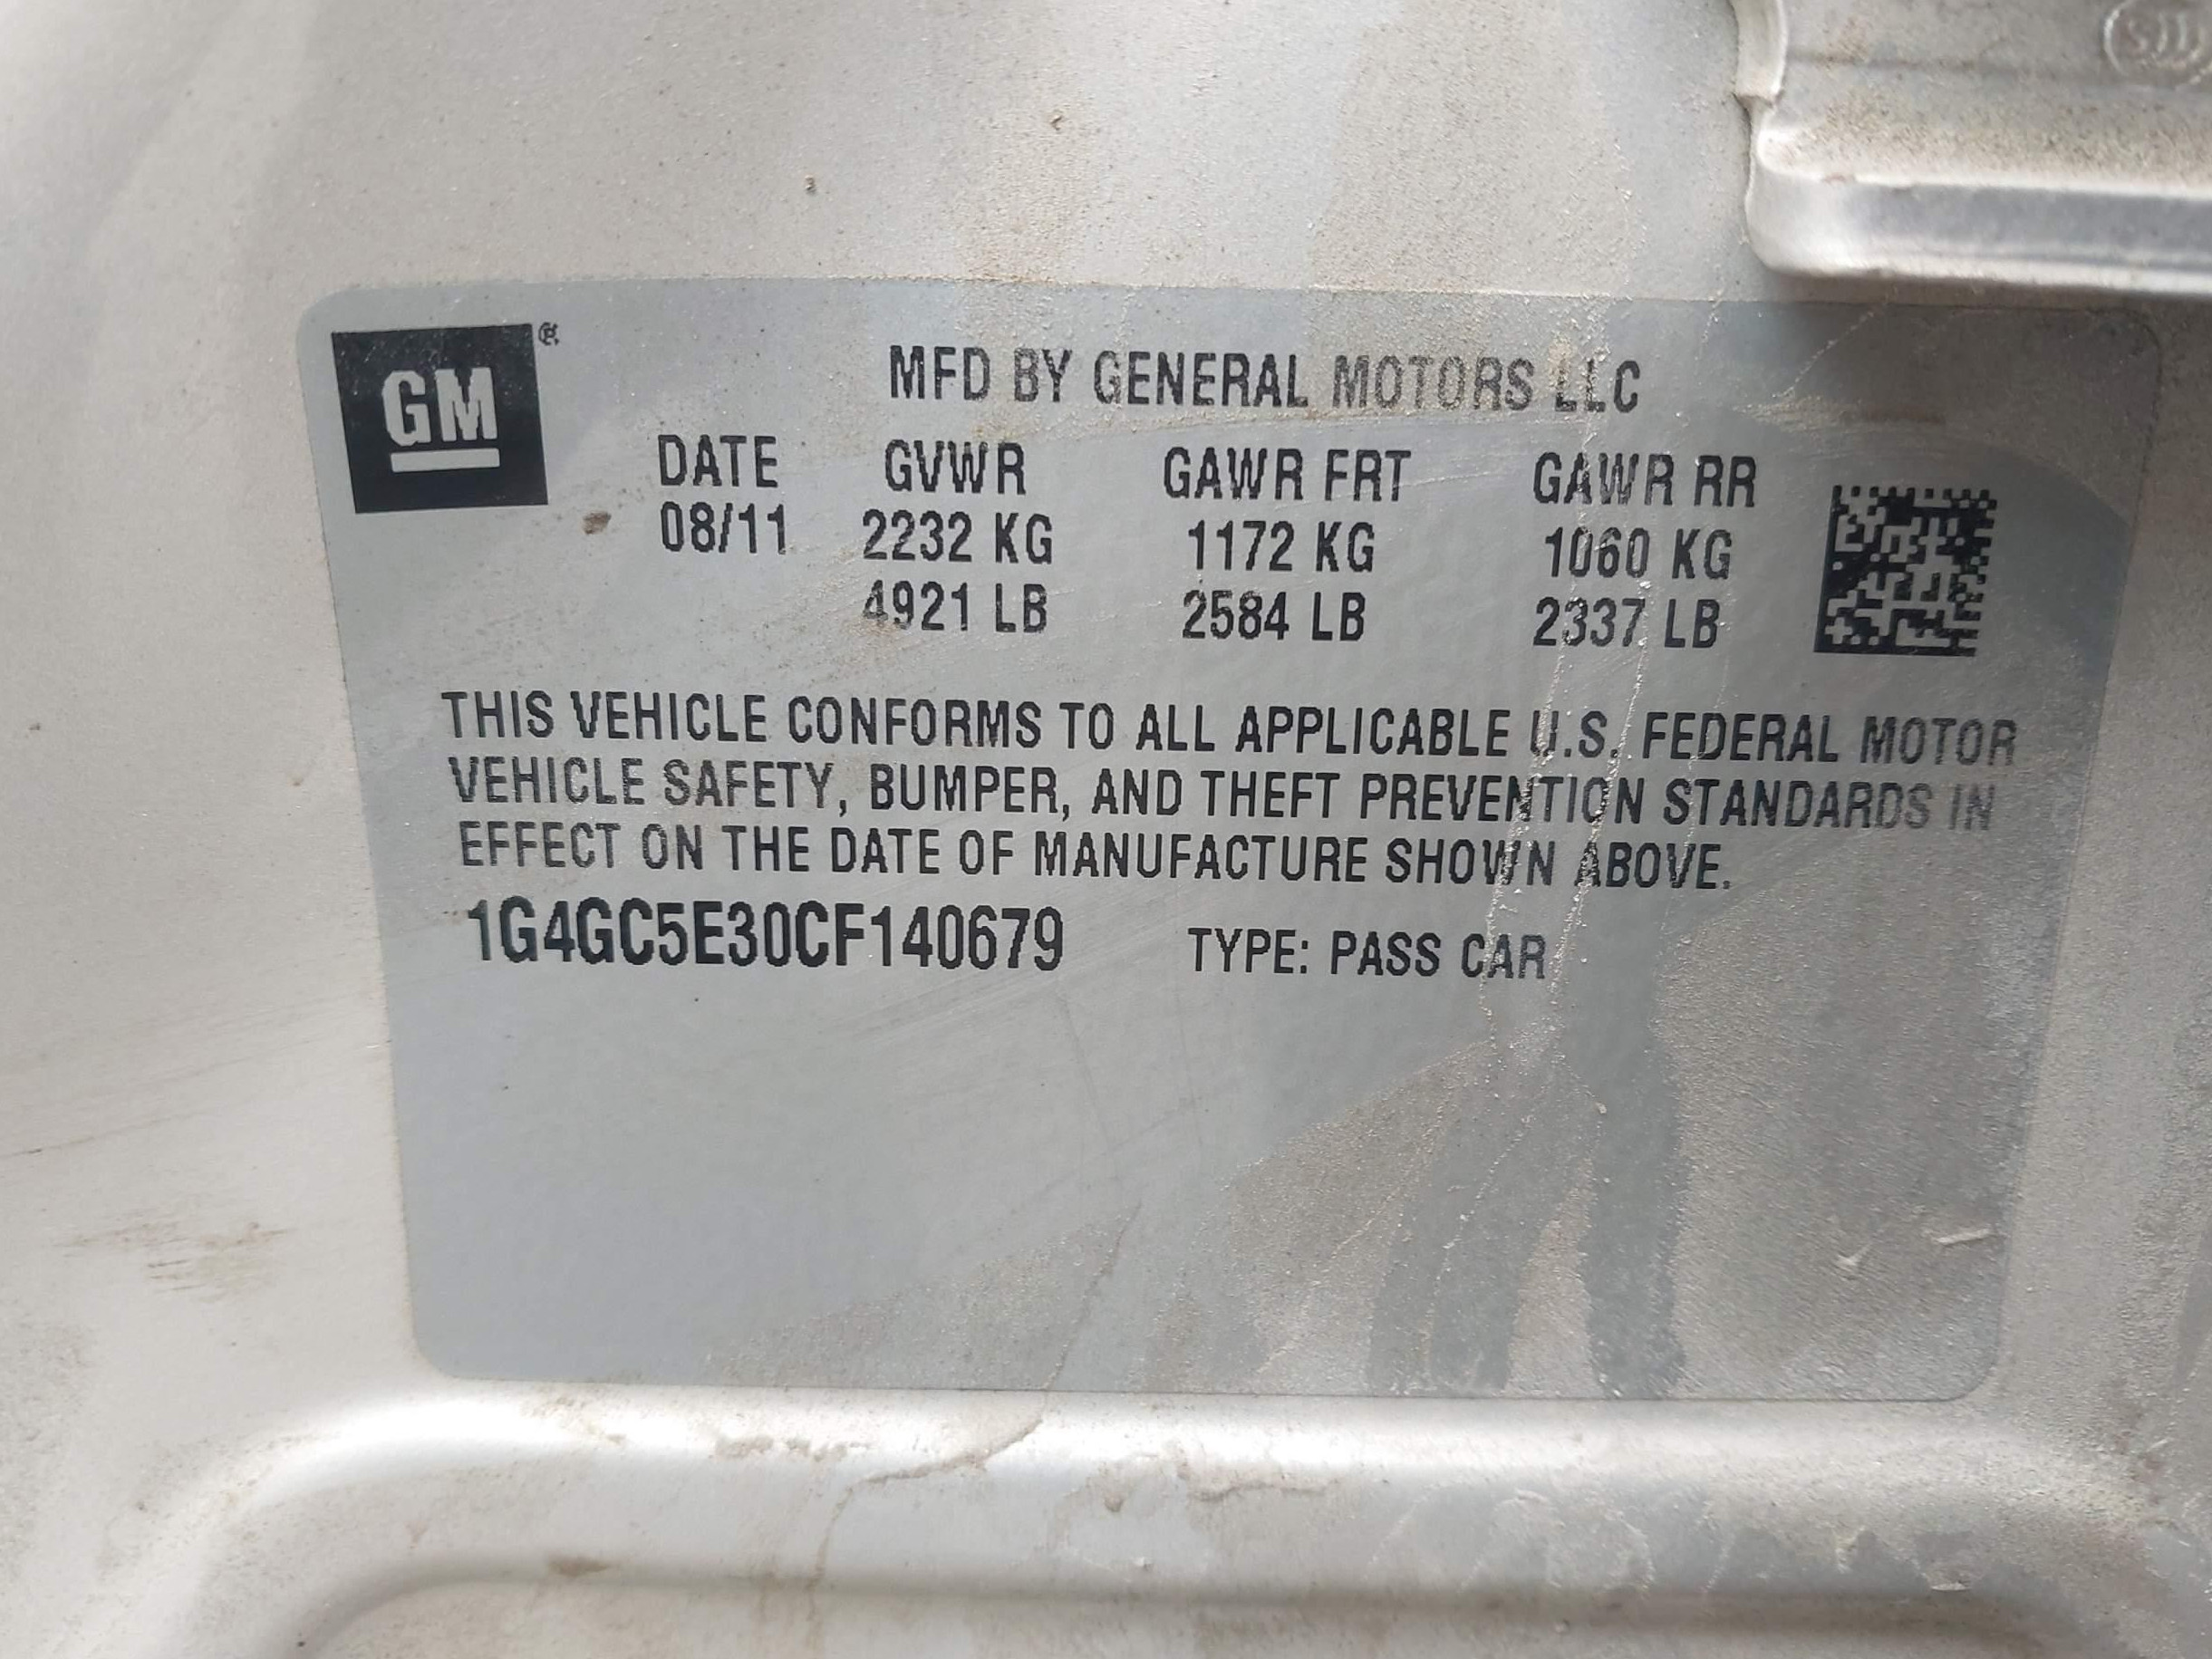 GM®
MFD BY GENERAL MOTORS LLC
DATE GVWR GAWR FRT GAWR RR
08/11 2232 KG 1172 KG 1060 KG
4921 LB 2584 LB 2337 LB
THIS VEHICLE CONFORMS TO ALL APPLICABLE U.S. FEDERAL MOTOR
VEHICLE SAFETY, BUMPER, AND THEFT PREVENTION STANDARDS IN
EFFECT ON THE DATE OF MANUFACTURE SHOWN ABOVE.
1G4GC5E30CF140679 TYPE: PASS CAR